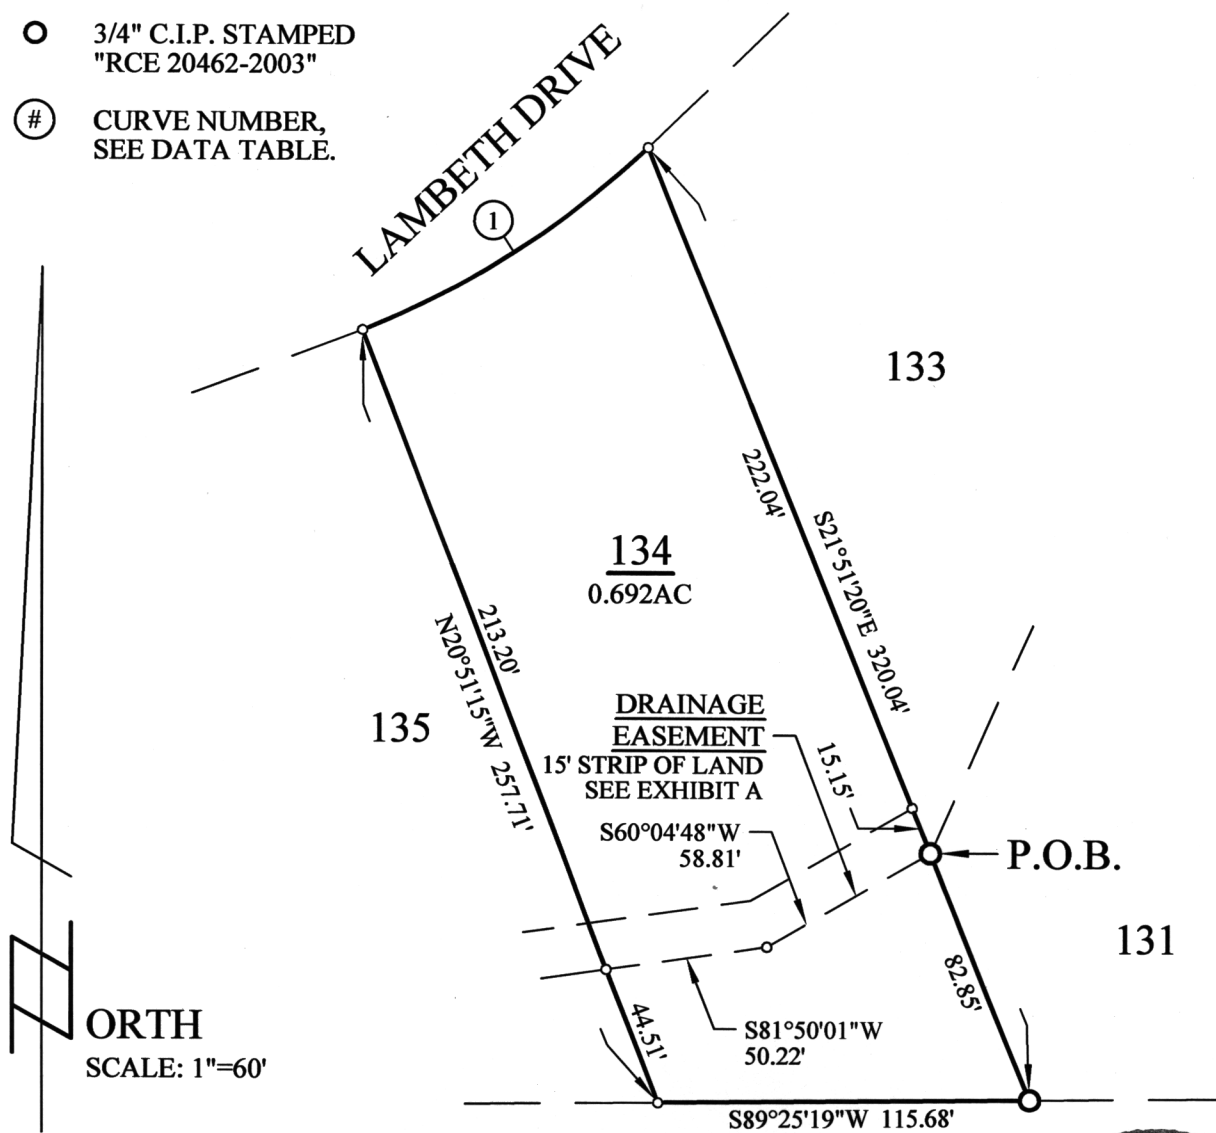 3/4" C.I.P. STAMPED
"RCE 20462-2003"
#
CURVE NUMBER,
SEE DATA TABLE.
LAMBETH DRIVE
1
133
222.04'
S21°51'20"E 320.04'
134
0.692AC
213.20'
N20°51'15"W 257.71'
135
DRAINAGE
EASEMENT
15' STRIP OF LAND
SEE EXHIBIT A
15.15'
S60°04'48"W
58.81'
P.O.B.
131
82.85'
44.51'
S81°50'01"W
50.22'
ORTH
SCALE: 1"=60'
S89°25'19"W 115.68'